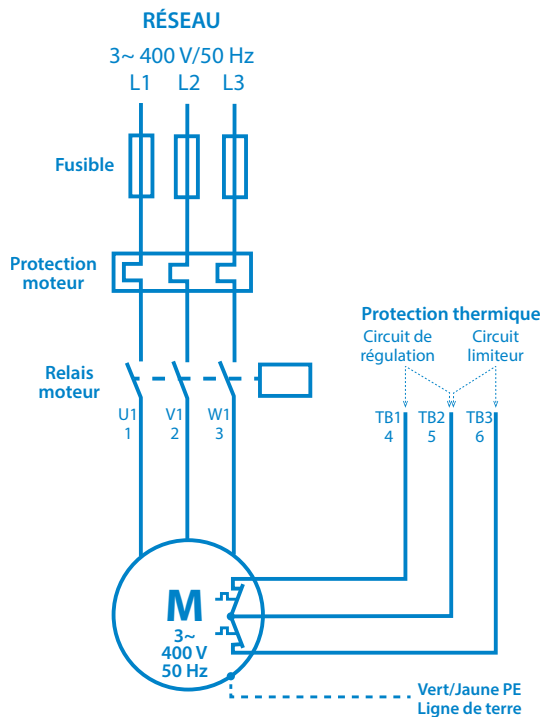 RÉSEAU
3~ 400 V/50 Hz
L1 L2 L3
Fusible
Protection
moteur
Relais
moteur
U1 V1 W1
1 2 3
Protection thermique
Circuit de
régulation
Circuit
limiteur
TB1 TB2 TB3
4 5 6
M
3~
400 V
50 Hz
Vert/Jaune PE
Ligne de terre